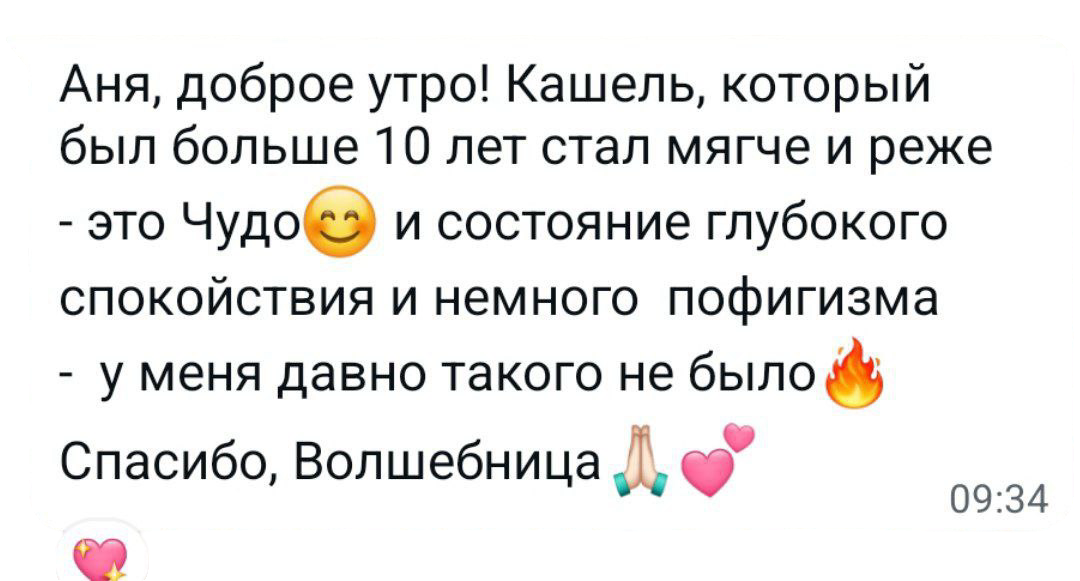 Аня, доброе утро! Кашель, который
был больше 10 лет стал мягче и реже
- это Чудо😊 и состояние глубокого
спокойствия и немного  пофигизма
-  у меня давно такого не было🔥
Спасибо, Волшебница🙏🏻💕
09:34
💖